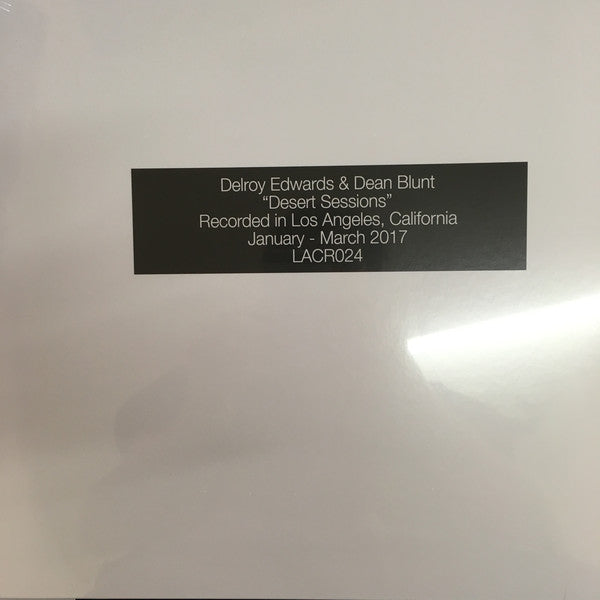 Delroy Edwards & Dean Blunt
“Desert Sessions”
Recorded in Los Angeles, California
January - March 2017
LACR024